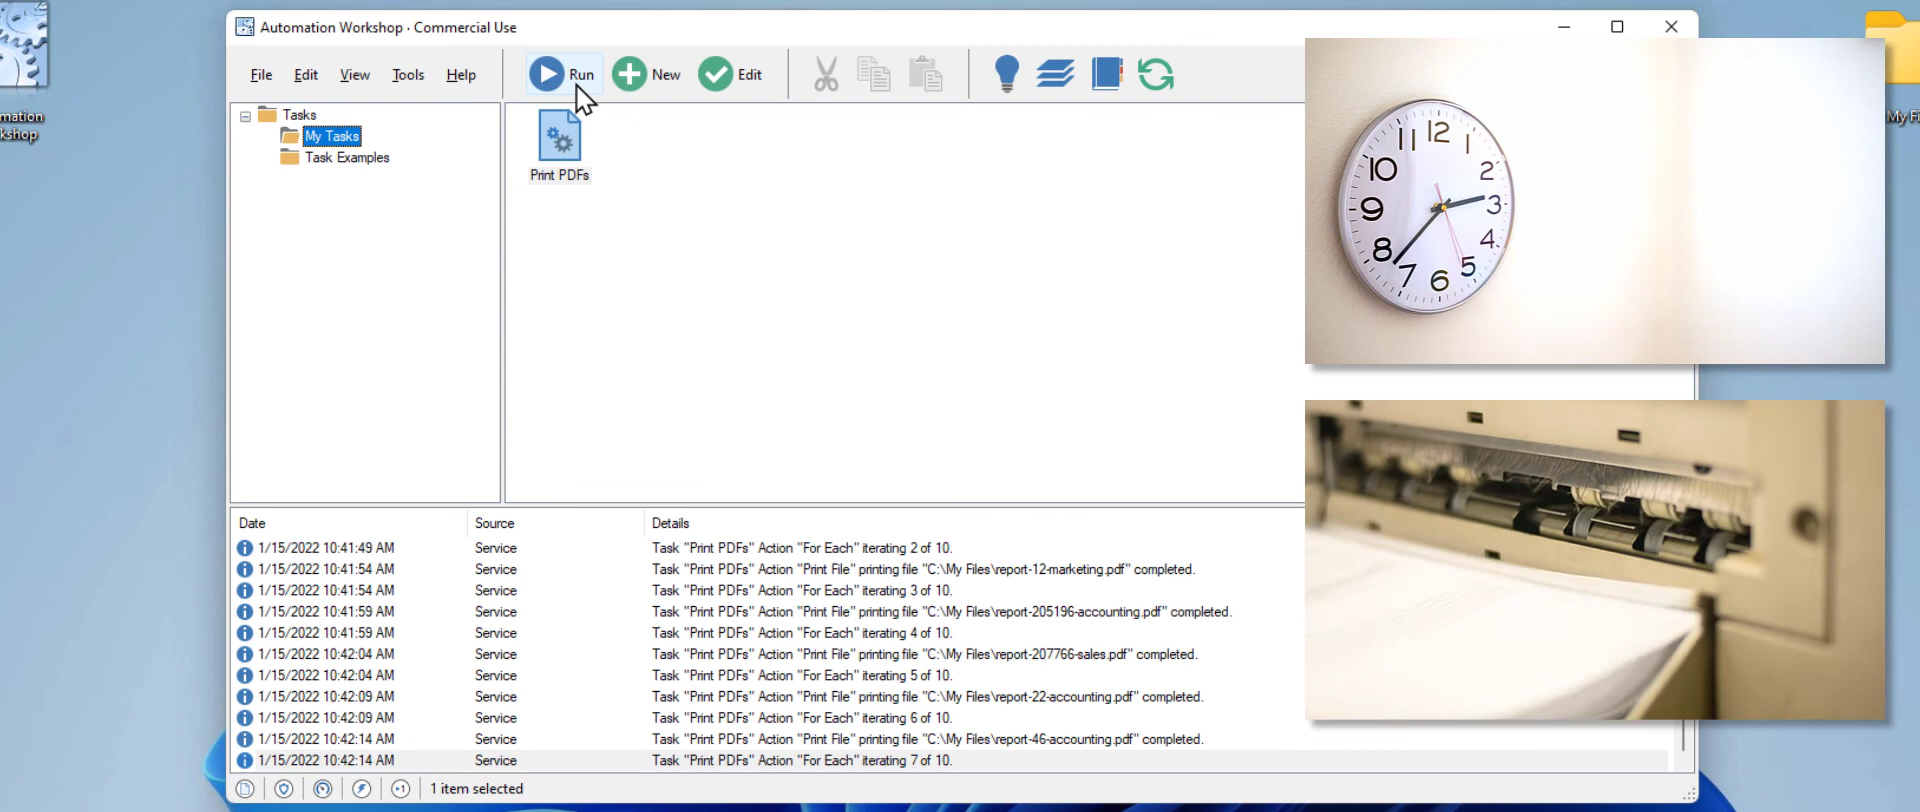 Automation Workshop · Commercial Use
File Edit View Tools Help Run New Edit
mation
kshop
Tasks
My Tasks
Task Examples
Print PDFs
12
11 1
10 2
9 3
8 4
7 5
6
My Fi
Date Source Details
1/15/2022 10:41:49 AM Service Task "Print PDFs" Action "For Each" iterating 2 of 10.
1/15/2022 10:41:54 AM Service Task "Print PDFs" Action "Print File" printing file "C:\My Files\report-12-marketing.pdf" completed.
1/15/2022 10:41:54 AM Service Task "Print PDFs" Action "For Each" iterating 3 of 10.
1/15/2022 10:41:59 AM Service Task "Print PDFs" Action "Print File" printing file "C:\My Files\report-205196-accounting.pdf" completed.
1/15/2022 10:41:59 AM Service Task "Print PDFs" Action "For Each" iterating 4 of 10.
1/15/2022 10:42:04 AM Service Task "Print PDFs" Action "Print File" printing file "C:\My Files\report-207766-sales.pdf" completed.
1/15/2022 10:42:04 AM Service Task "Print PDFs" Action "For Each" iterating 5 of 10.
1/15/2022 10:42:09 AM Service Task "Print PDFs" Action "Print File" printing file "C:\My Files\report-22-accounting.pdf" completed.
1/15/2022 10:42:09 AM Service Task "Print PDFs" Action "For Each" iterating 6 of 10.
1/15/2022 10:42:14 AM Service Task "Print PDFs" Action "Print File" printing file "C:\My Files\report-46-accounting.pdf" completed.
1/15/2022 10:42:14 AM Service Task "Print PDFs" Action "For Each" iterating 7 of 10.
1 item selected